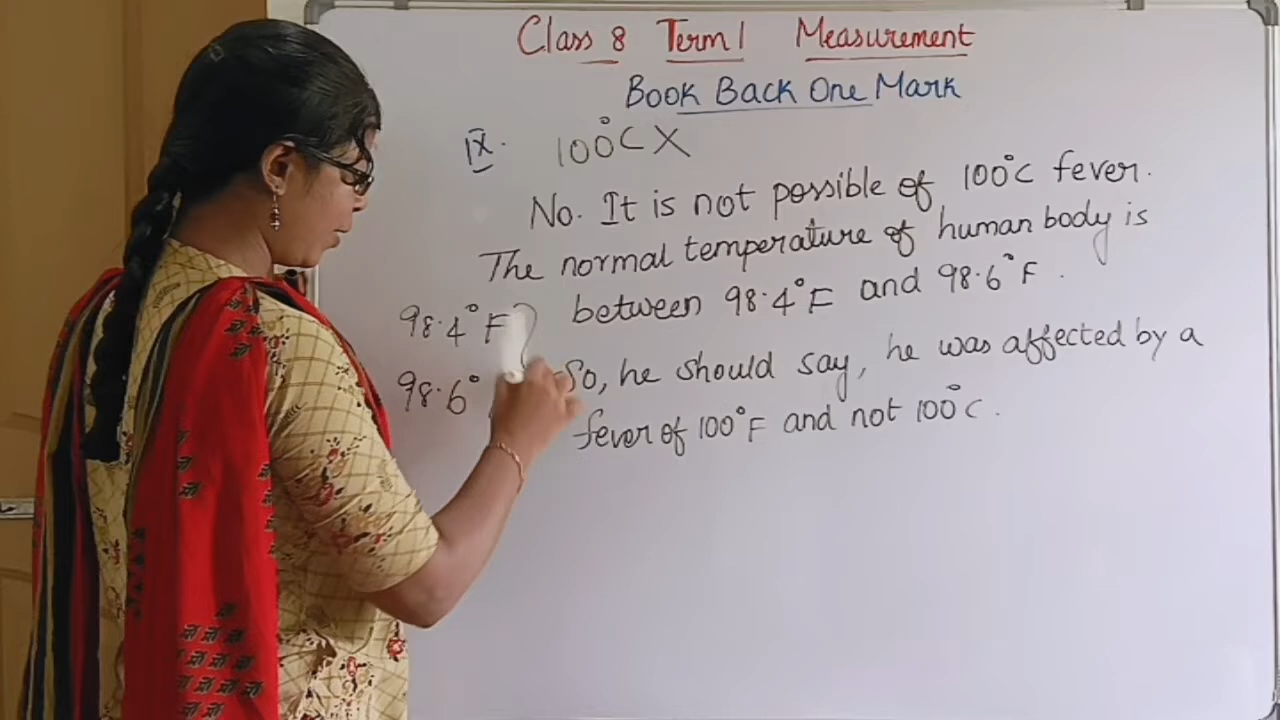 Class 8 Term 1 Measurement
Book Back One Mark
IX. 100°C X
No. It is not possible of 100°C fever.
The normal temperature of human body is
between 98.4°F and 98.6°F.
98.4°F
So, he should say, he was affected by a
98.6°
fever of 100°F and not 100°C.